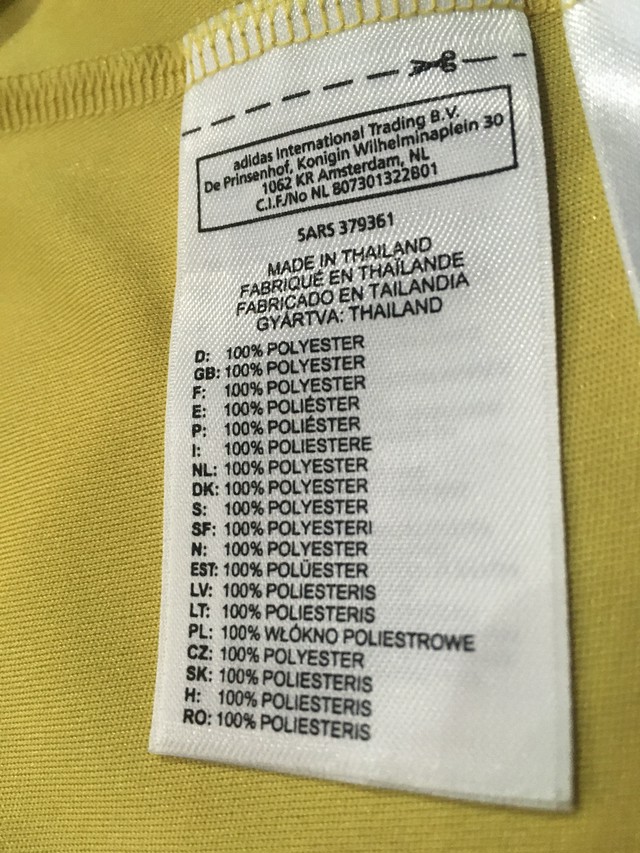 adidas International Trading B.V.
De Prinsenhof, Konigin Wilhelminaplein 30
1062 KR Amsterdam, NL
C.I.F./No NL 807301322B01
SARS 379361
MADE IN THAILAND
FABRIQUÉ EN THAÏLANDE
FABRICADO EN TAILANDIA
GYÁRTVA: THAILAND
D: 100% POLYESTER
GB: 100% POLYESTER
F: 100% POLYESTER
E: 100% POLIÉSTER
P: 100% POLIÉSTER
I: 100% POLIESTERE
NL: 100% POLYESTER
DK: 100% POLYESTER
S: 100% POLYESTER
SF: 100% POLYESTERI
N: 100% POLYESTER
EST: 100% POLÜESTER
LV: 100% POLIESTERIS
LT: 100% POLIESTERIS
PL: 100% WŁÓKNO POLIESTROWE
CZ: 100% POLYESTER
SK: 100% POLIESTERIS
H: 100% POLIESTERIS
RO: 100% POLIESTERIS